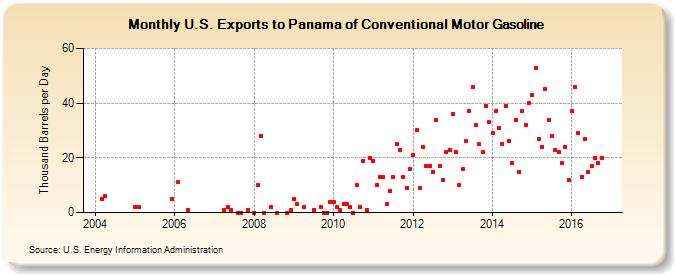 Monthly U.S. Exports to Panama of Conventional Motor Gasoline
Thousand Barrels per Day
60
40
20
0
2004 2006 2008 2010 2012 2014 2016
Source: U.S. Energy Information Administration